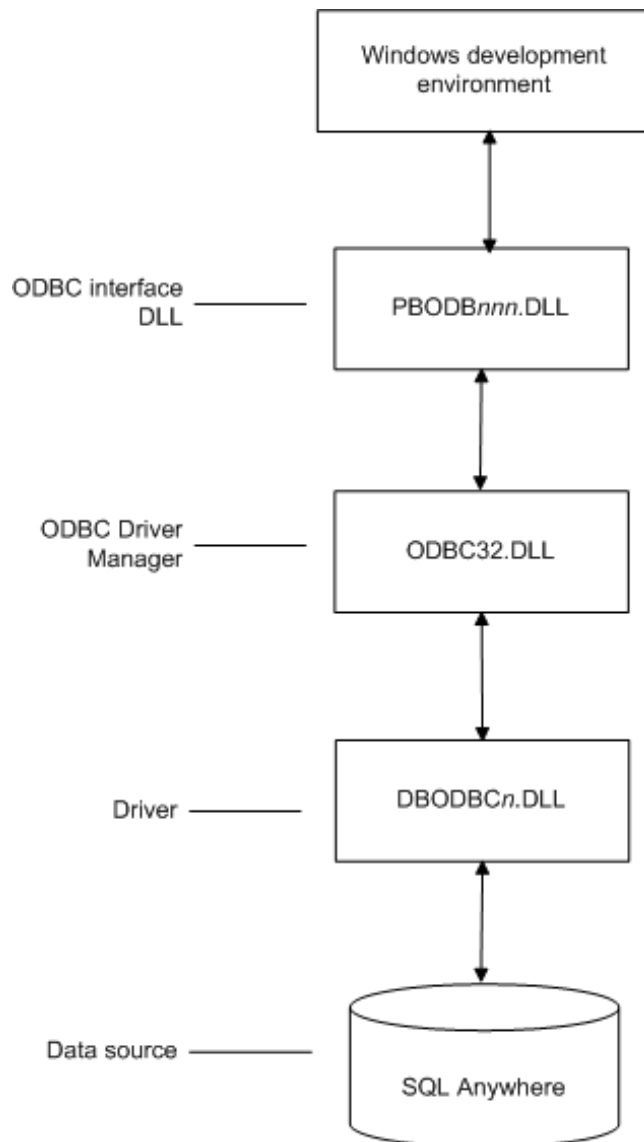 Windows development
environment
ODBC interface
DLL
PBODBnnn.DLL
ODBC Driver
Manager
ODBC32.DLL
Driver
DBODBCn.DLL
Data source
SQL Anywhere